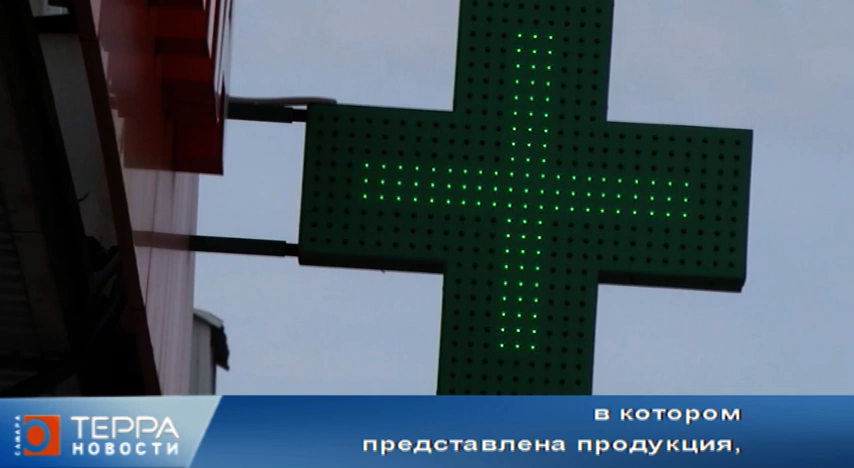 в котором
представлена продукция,
САМАРА
ТЕРРА
НОВОСТИ